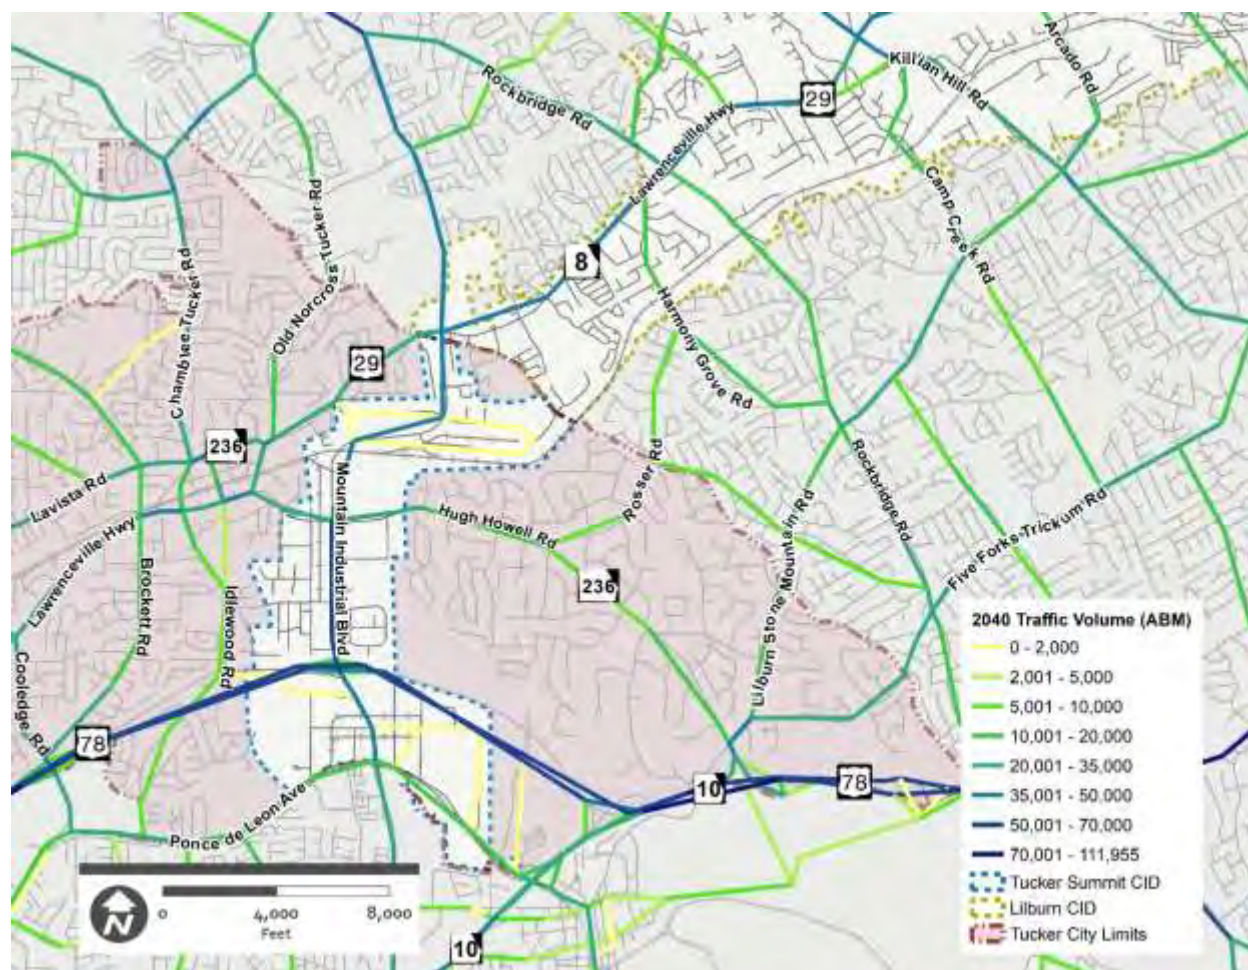 Rockbridge Rd
Killian Hill Rd
Arcado Rd
29
Lawrenceville Hwy
Camp Creek Rd
8
Old Norcross Tucker Rd
Chamblee Tucker Rd
Harmony Grove Rd
29
236
Lavista Rd
Mountain Industrial Blvd
Hugh Howell Rd
Rosser Rd
Lilburn Stone Mountain Rd
Rockbridge Rd
Five Forks-Trickum Rd
Lawrenceville Hwy
Brockett Rd
Idlewood Rd
236
Cooledge Rd
78
10
78
Ponce de Leon Ave
10
2040 Traffic Volume (ABM)
0 - 2,000
2,001 - 5,000
5,001 - 10,000
10,001 - 20,000
20,001 - 35,000
35,001 - 50,000
50,001 - 70,000
70,001 - 111,955
Tucker Summit CID
Lilburn CID
Tucker City Limits
N
0 4,000 8,000
Feet